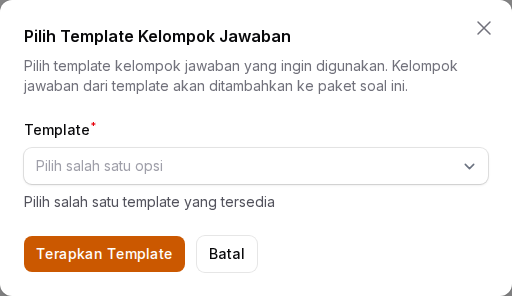 Pilih Template Kelompok Jawaban
Pilih template kelompok jawaban yang ingin digunakan. Kelompok
jawaban dari template akan ditambahkan ke paket soal ini.
Template*
Pilih salah satu opsi
Pilih salah satu template yang tersedia
Terapkan Template
Batal